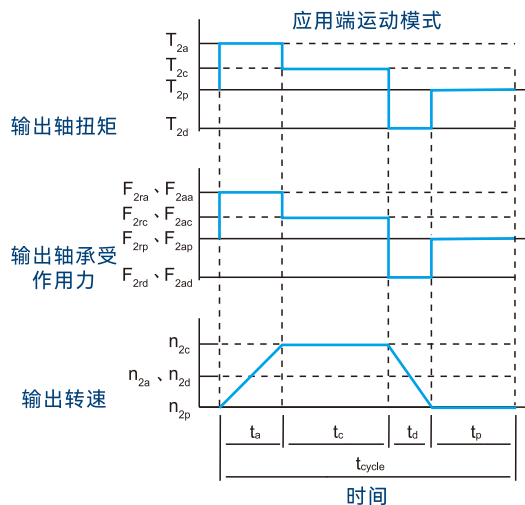 应用端运动模式
T2a
T2c
T2p
输出轴扭矩
T2d
F2ra、F2aa
F2rc、F2ac
F2rp、F2ap
输出轴承受
作用力
F2rd、F2ad
n2c
n2a、n2d
输出转速
n2p
ta tc td tp
tcycle
时间